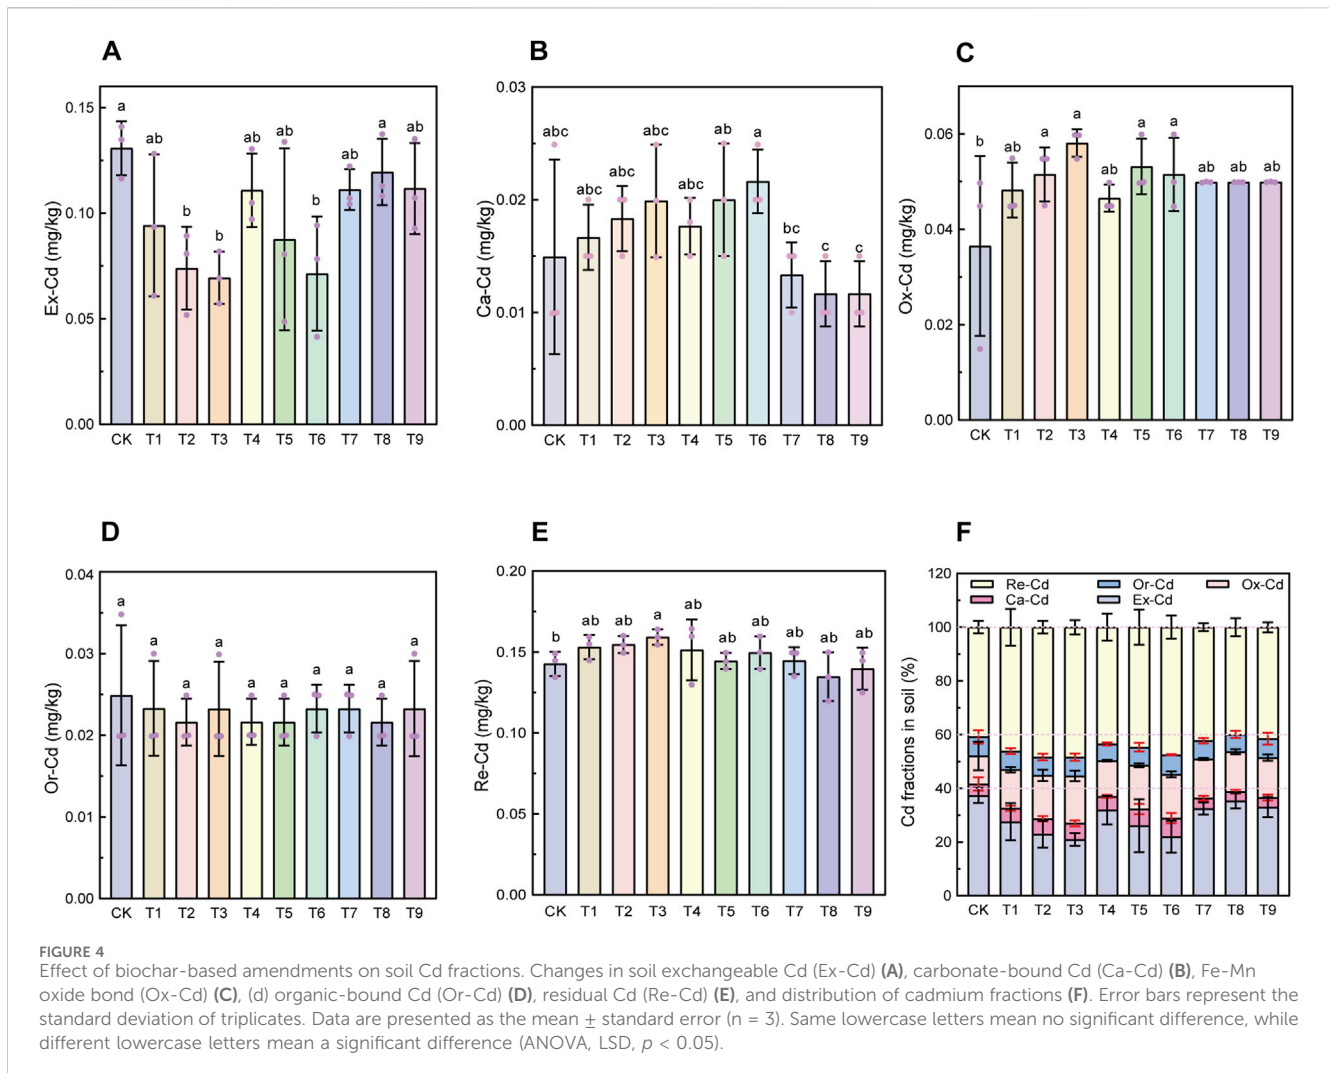 A
B
C
a
ab
b
b
ab
ab
b
ab
a
ab
0.15
0.10
0.05
0.00
Ex-Cd (mg/kg)
CK T1 T2 T3 T4 T5 T6 T7 T8 T9
abc
abc
abc
abc
abc
ab
a
bc
c
c
0.03
0.02
0.01
0.00
Ca-Cd (mg/kg)
CK T1 T2 T3 T4 T5 T6 T7 T8 T9
b
ab
a
a
ab
a
a
ab
ab
ab
0.06
0.04
0.02
0.00
Ox-Cd (mg/kg)
CK T1 T2 T3 T4 T5 T6 T7 T8 T9
D
E
F
a
a
a
a
a
a
a
a
a
a
0.04
0.03
0.02
0.01
0.00
Or-Cd (mg/kg)
CK T1 T2 T3 T4 T5 T6 T7 T8 T9
b
ab
ab
a
ab
ab
ab
ab
ab
ab
0.20
0.15
0.10
0.05
0.00
Re-Cd (mg/kg)
CK T1 T2 T3 T4 T5 T6 T7 T8 T9
Re-Cd Or-Cd Ox-Cd
Ca-Cd Ex-Cd
120
100
80
60
40
20
0
Cd fractions in soil (%)
CK T1 T2 T3 T4 T5 T6 T7 T8 T9
FIGURE 4
Effect of biochar-based amendments on soil Cd fractions. Changes in soil exchangeable Cd (Ex-Cd) (A), carbonate-bound Cd (Ca-Cd) (B), Fe-Mn
oxide bond (Ox-Cd) (C), (d) organic-bound Cd (Or-Cd) (D), residual Cd (Re-Cd) (E), and distribution of cadmium fractions (F). Error bars represent the
standard deviation of triplicates. Data are presented as the mean ± standard error (n = 3). Same lowercase letters mean no significant difference, while
different lowercase letters mean a significant difference (ANOVA, LSD, p < 0.05).